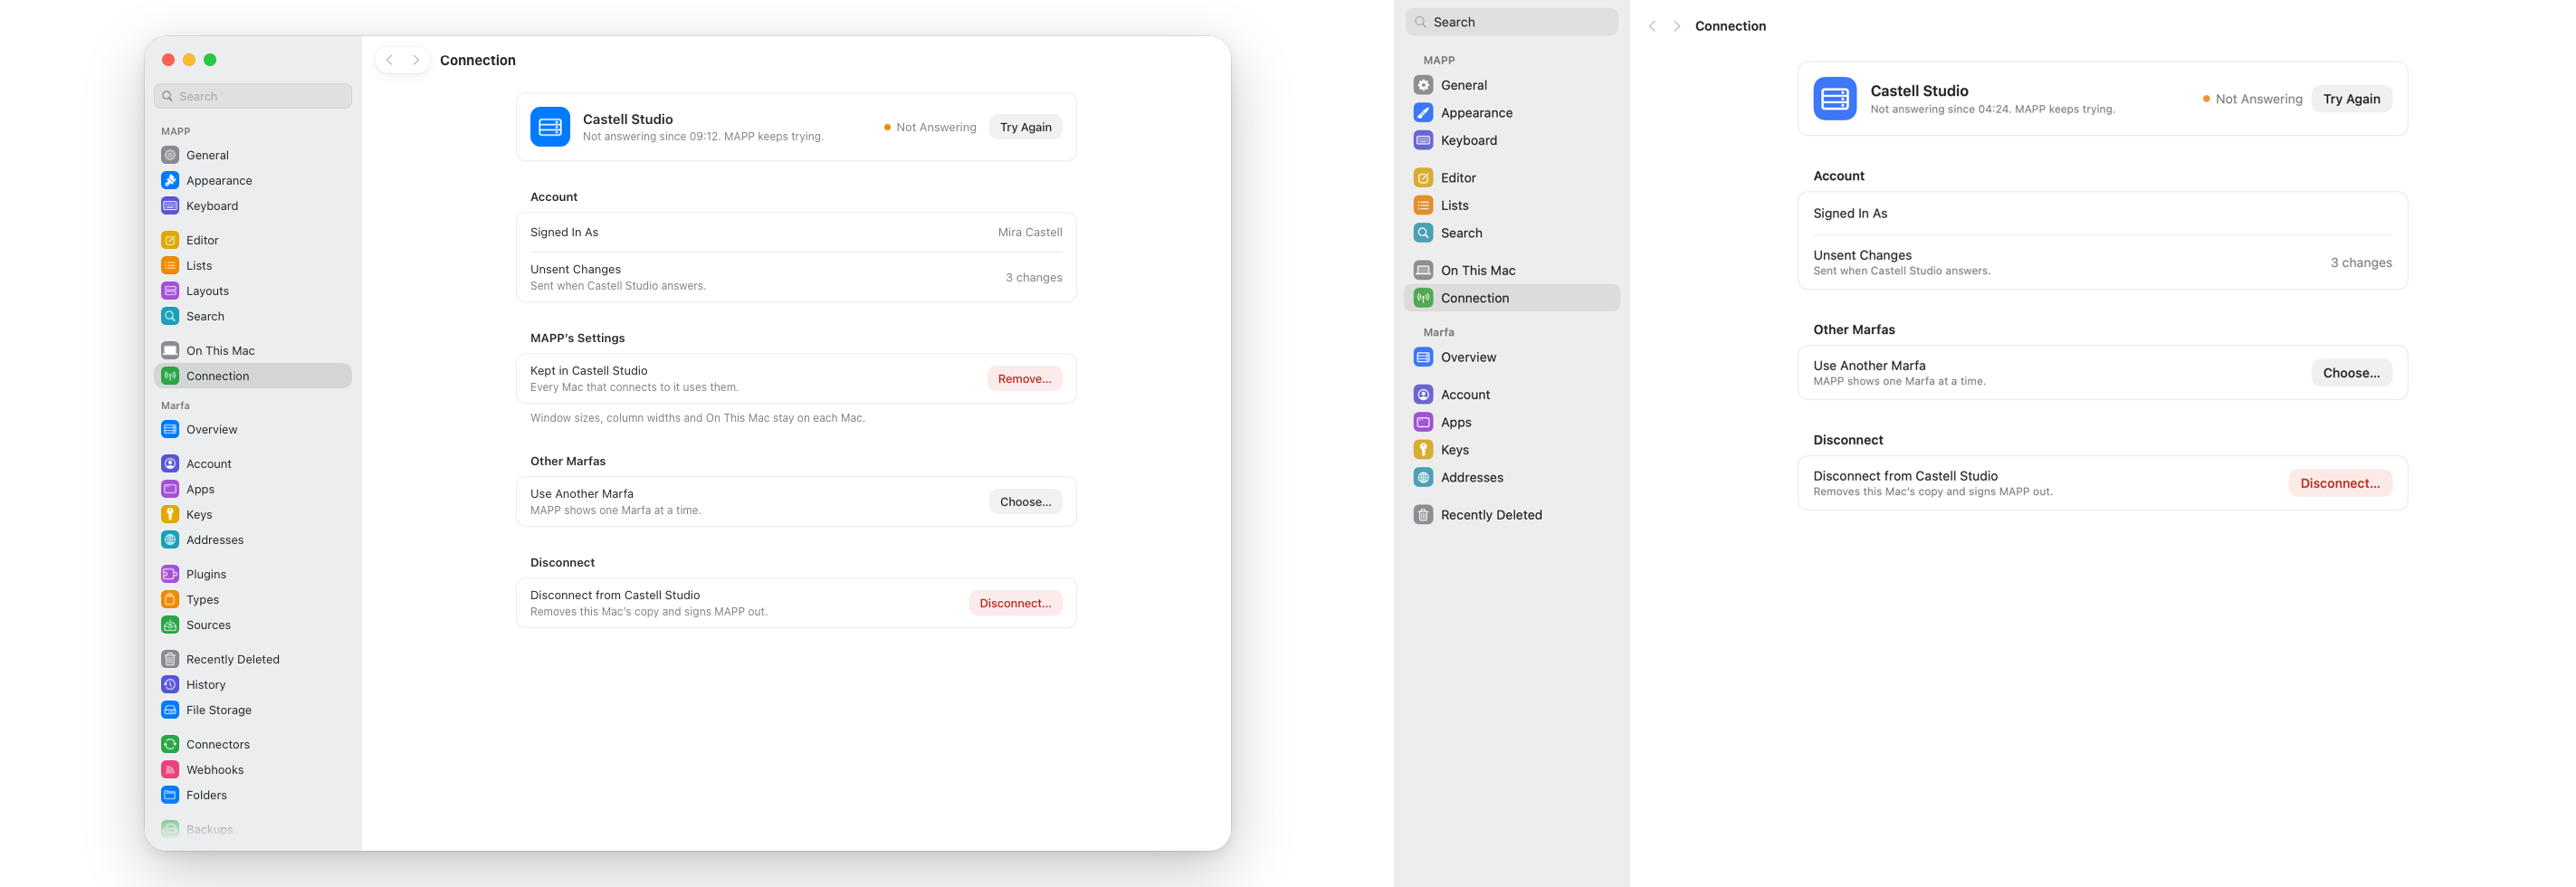 Search
MAPP
General
Appearance
Keyboard
Editor
Lists
Layouts
Search
On This Mac
Connection
Marfa
Overview
Account
Apps
Keys
Addresses
Plugins
Types
Sources
Recently Deleted
History
File Storage
Connectors
Webhooks
Folders
Backups
Connection
Castell Studio
Not answering since 09:12. MAPP keeps trying.
Not Answering
Try Again
Account
Signed In As
Mira Castell
Unsent Changes
Sent when Castell Studio answers.
3 changes
MAPP’s Settings
Kept in Castell Studio
Every Mac that connects to it uses them.
Remove…
Window sizes, column widths and On This Mac stay on each Mac.
Other Marfas
Use Another Marfa
MAPP shows one Marfa at a time.
Choose…
Disconnect
Disconnect from Castell Studio
Removes this Mac’s copy and signs MAPP out.
Disconnect…
Search
MAPP
General
Appearance
Keyboard
Editor
Lists
Search
On This Mac
Connection
Marfa
Overview
Account
Apps
Keys
Addresses
Recently Deleted
Connection
Castell Studio
Not answering since 04:24. MAPP keeps trying.
Not Answering
Try Again
Account
Signed In As
Unsent Changes
Sent when Castell Studio answers.
3 changes
Other Marfas
Use Another Marfa
MAPP shows one Marfa at a time.
Choose…
Disconnect
Disconnect from Castell Studio
Removes this Mac’s copy and signs MAPP out.
Disconnect…